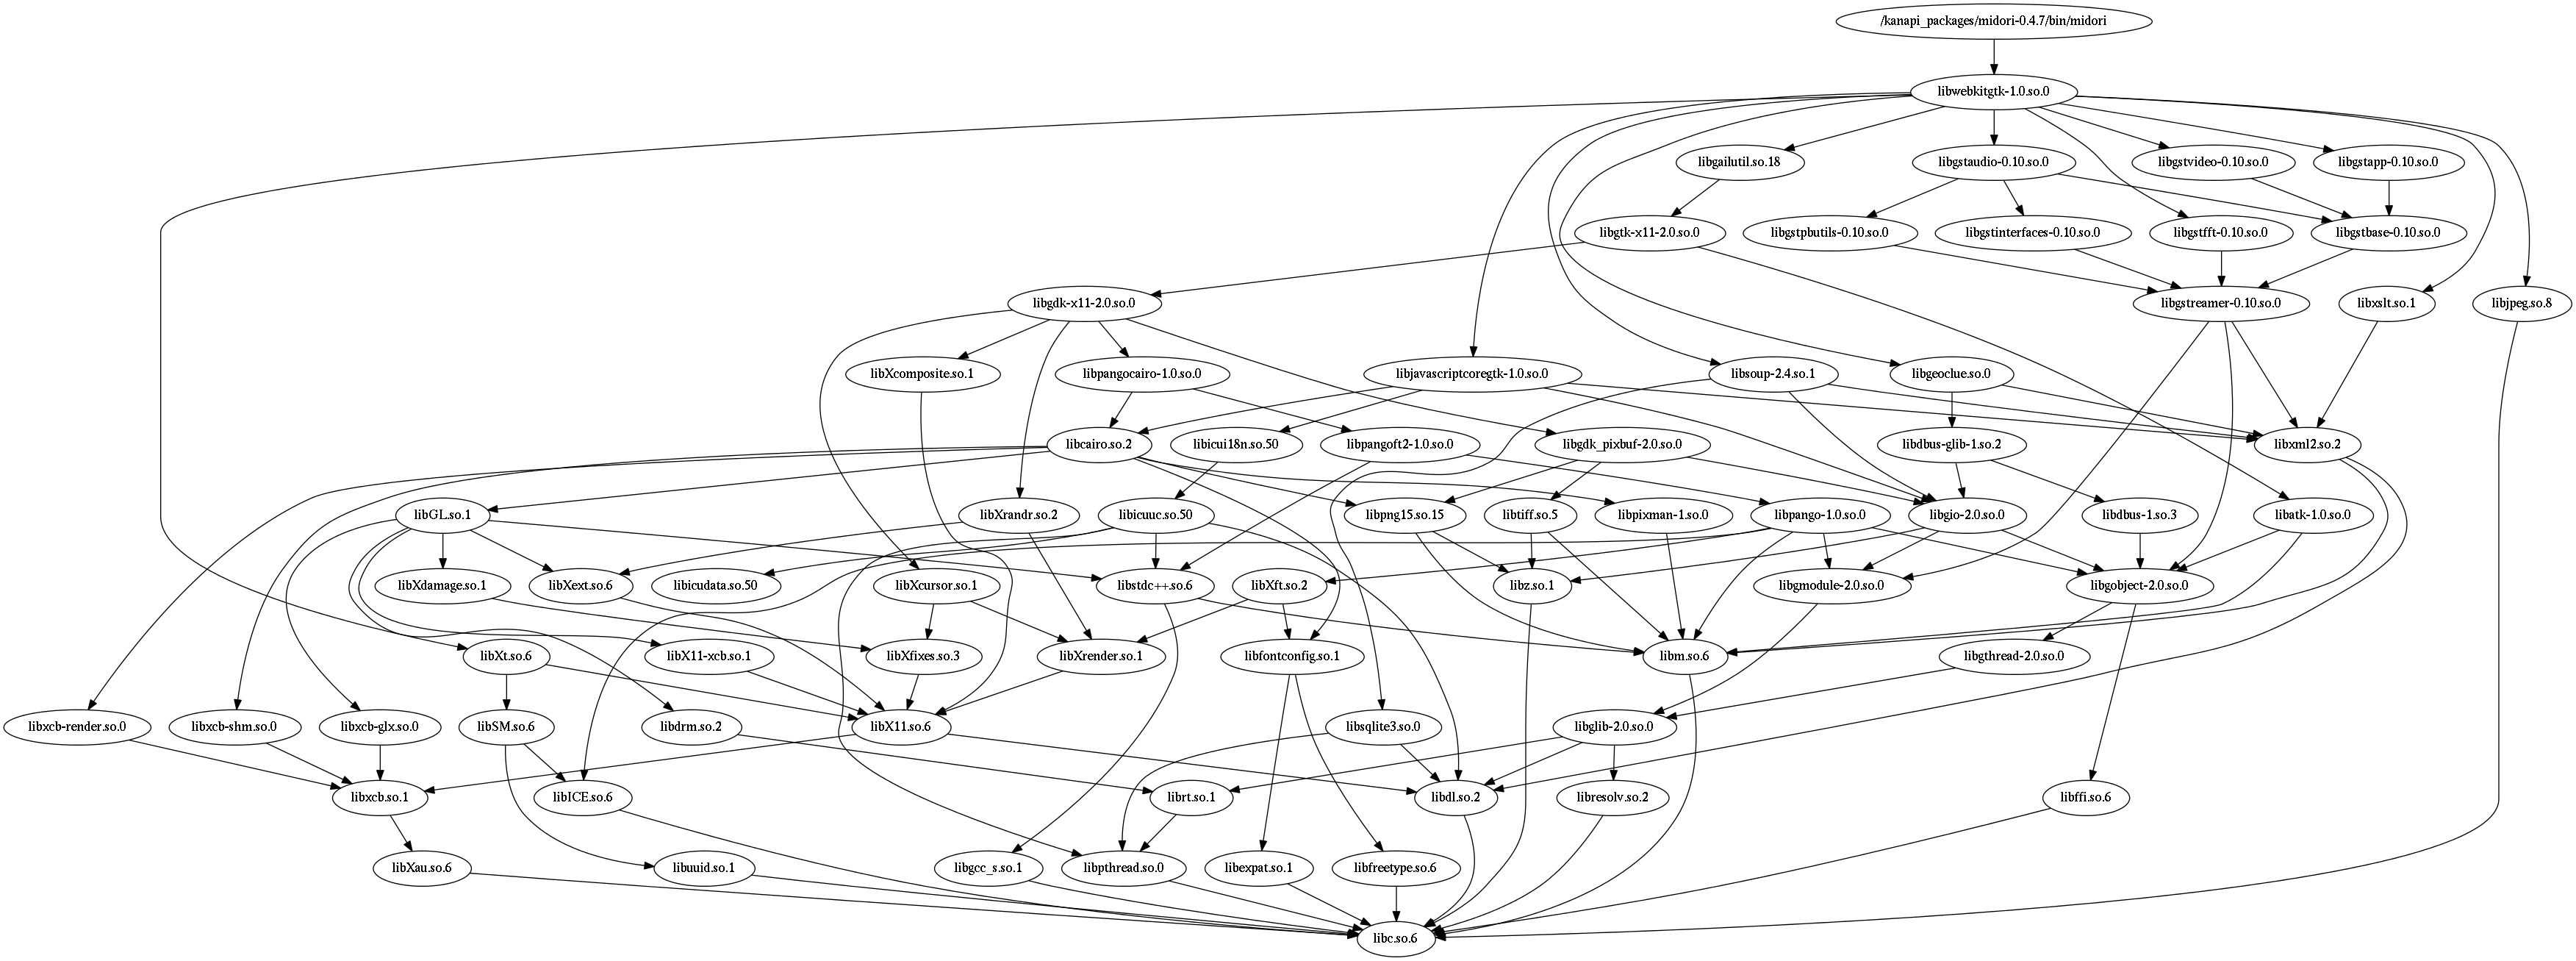 /kanapi_packages/midori-0.4.7/bin/midori
libwebkitgtk-1.0.so.0
libgailutil.so.18
libgstaudio-0.10.so.0
libgstvideo-0.10.so.0
libgstapp-0.10.so.0
libgtk-x11-2.0.so.0
libgstpbutils-0.10.so.0
libgstinterfaces-0.10.so.0
libgstfft-0.10.so.0
libgstbase-0.10.so.0
libgdk-x11-2.0.so.0
libgstreamer-0.10.so.0
libxslt.so.1
libjpeg.so.8
libXcomposite.so.1
libpangocairo-1.0.so.0
libjavascriptcoregtk-1.0.so.0
libsoup-2.4.so.1
libgeoclue.so.0
libcairo.so.2
libicui18n.so.50
libpangoft2-1.0.so.0
libgdk_pixbuf-2.0.so.0
libdbus-glib-1.so.2
libxml2.so.2
libGL.so.1
libXrandr.so.2
libicuuc.so.50
libpng15.so.15
libtiff.so.5
libpixman-1.so.0
libpango-1.0.so.0
libgio-2.0.so.0
libdbus-1.so.3
libatk-1.0.so.0
libXdamage.so.1
libXext.so.6
libicudata.so.50
libXcursor.so.1
libstdc++.so.6
libXft.so.2
libz.so.1
libgmodule-2.0.so.0
libgobject-2.0.so.0
libXt.so.6
libX11-xcb.so.1
libXfixes.so.3
libXrender.so.1
libfontconfig.so.1
libm.so.6
libgthread-2.0.so.0
libxcb-render.so.0
libxcb-shm.so.0
libxcb-glx.so.0
libSM.so.6
libdrm.so.2
libX11.so.6
libsqlite3.so.0
libglib-2.0.so.0
libxcb.so.1
libICE.so.6
librt.so.1
libdl.so.2
libresolv.so.2
libffi.so.6
libXau.so.6
libuuid.so.1
libgcc_s.so.1
libpthread.so.0
libexpat.so.1
libfreetype.so.6
libc.so.6